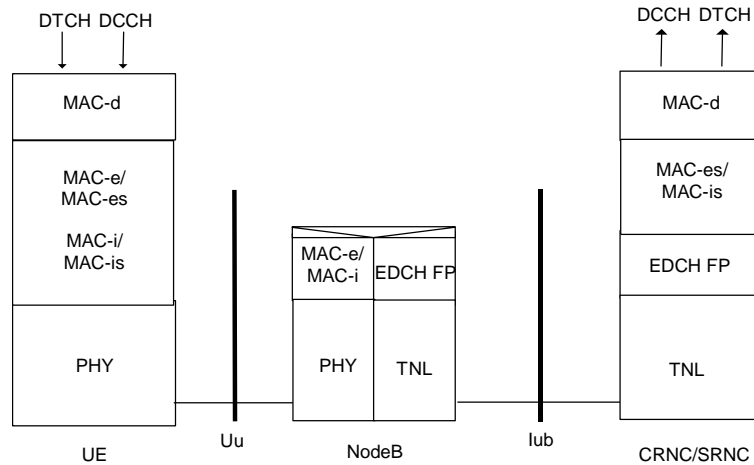 DTCH DCCH
DCCH DTCH
MAC-d
MAC-d
MAC-e/
MAC-es
MAC-i/
MAC-is
MAC-es/
MAC-is
MAC-e/
MAC-i
EDCH FP
EDCH FP
PHY
PHY
TNL
TNL
UE
Uu
NodeB
Iub
CRNC/SRNC